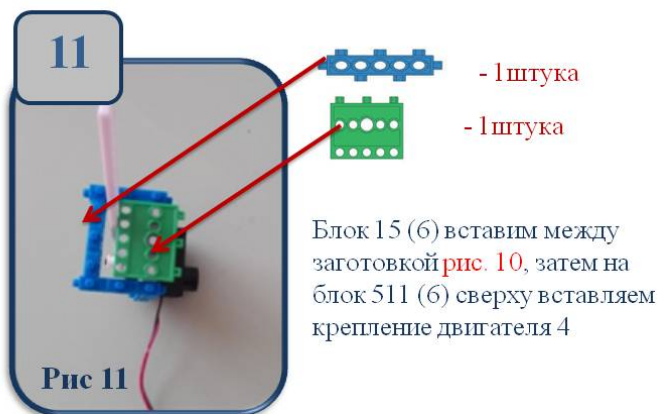 11
- 1штука
- 1штука
Блок 15 (6) вставим между
заготовкой рис. 10, затем на
блок 511 (6) сверху вставляем
крепление двигателя 4
Рис 11